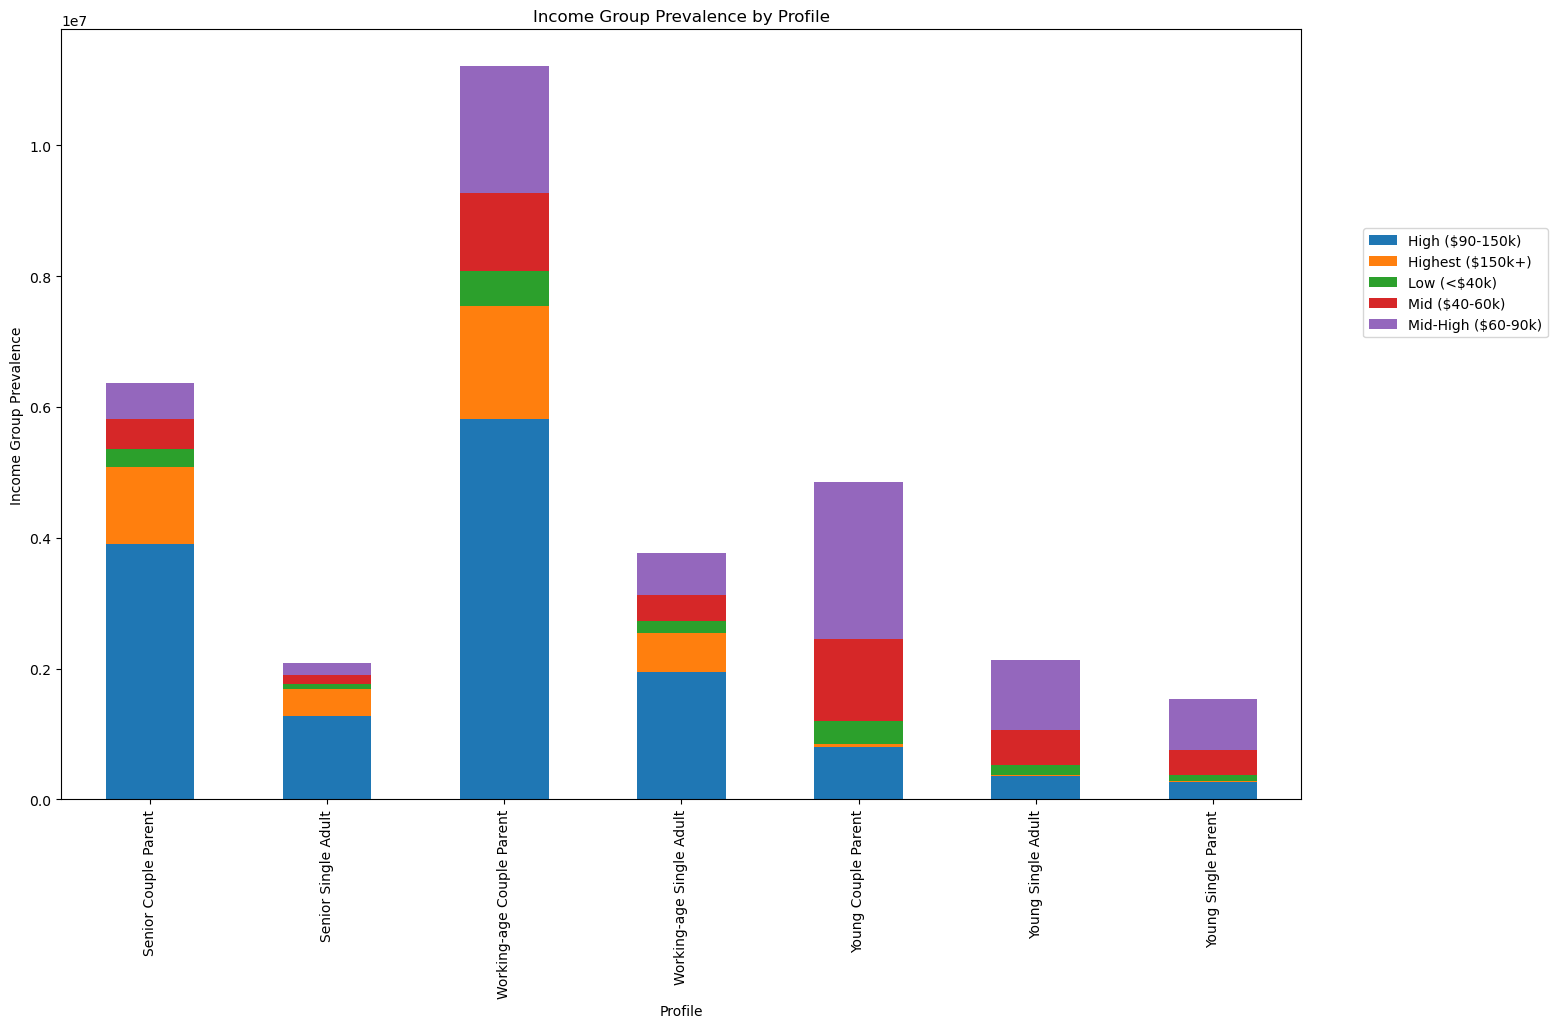 Income Group Prevalence by Profile
1e7
1.0
0.8
0.6
0.4
0.2
0.0
Income Group Prevalence
High ($90-150k)
Highest ($150k+)
Low (<$40k)
Mid ($40-60k)
Mid-High ($60-90k)
Senior Couple Parent
Senior Single Adult
Working-age Couple Parent
Working-age Single Adult
Young Couple Parent
Young Single Adult
Young Single Parent
Profile